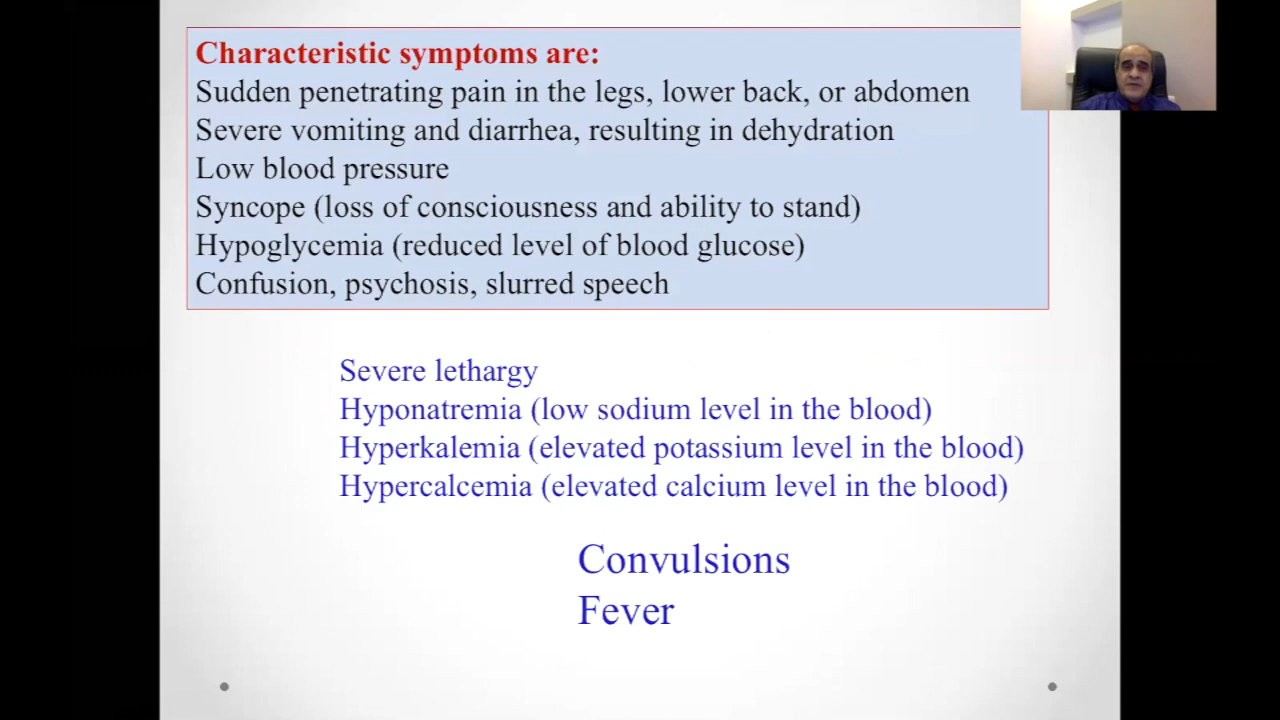 Characteristic symptoms are:
Sudden penetrating pain in the legs, lower back, or abdomen
Severe vomiting and diarrhea, resulting in dehydration
Low blood pressure
Syncope (loss of consciousness and ability to stand)
Hypoglycemia (reduced level of blood glucose)
Confusion, psychosis, slurred speech
Severe lethargy
Hyponatremia (low sodium level in the blood)
Hyperkalemia (elevated potassium level in the blood)
Hypercalcemia (elevated calcium level in the blood)
Convulsions
Fever